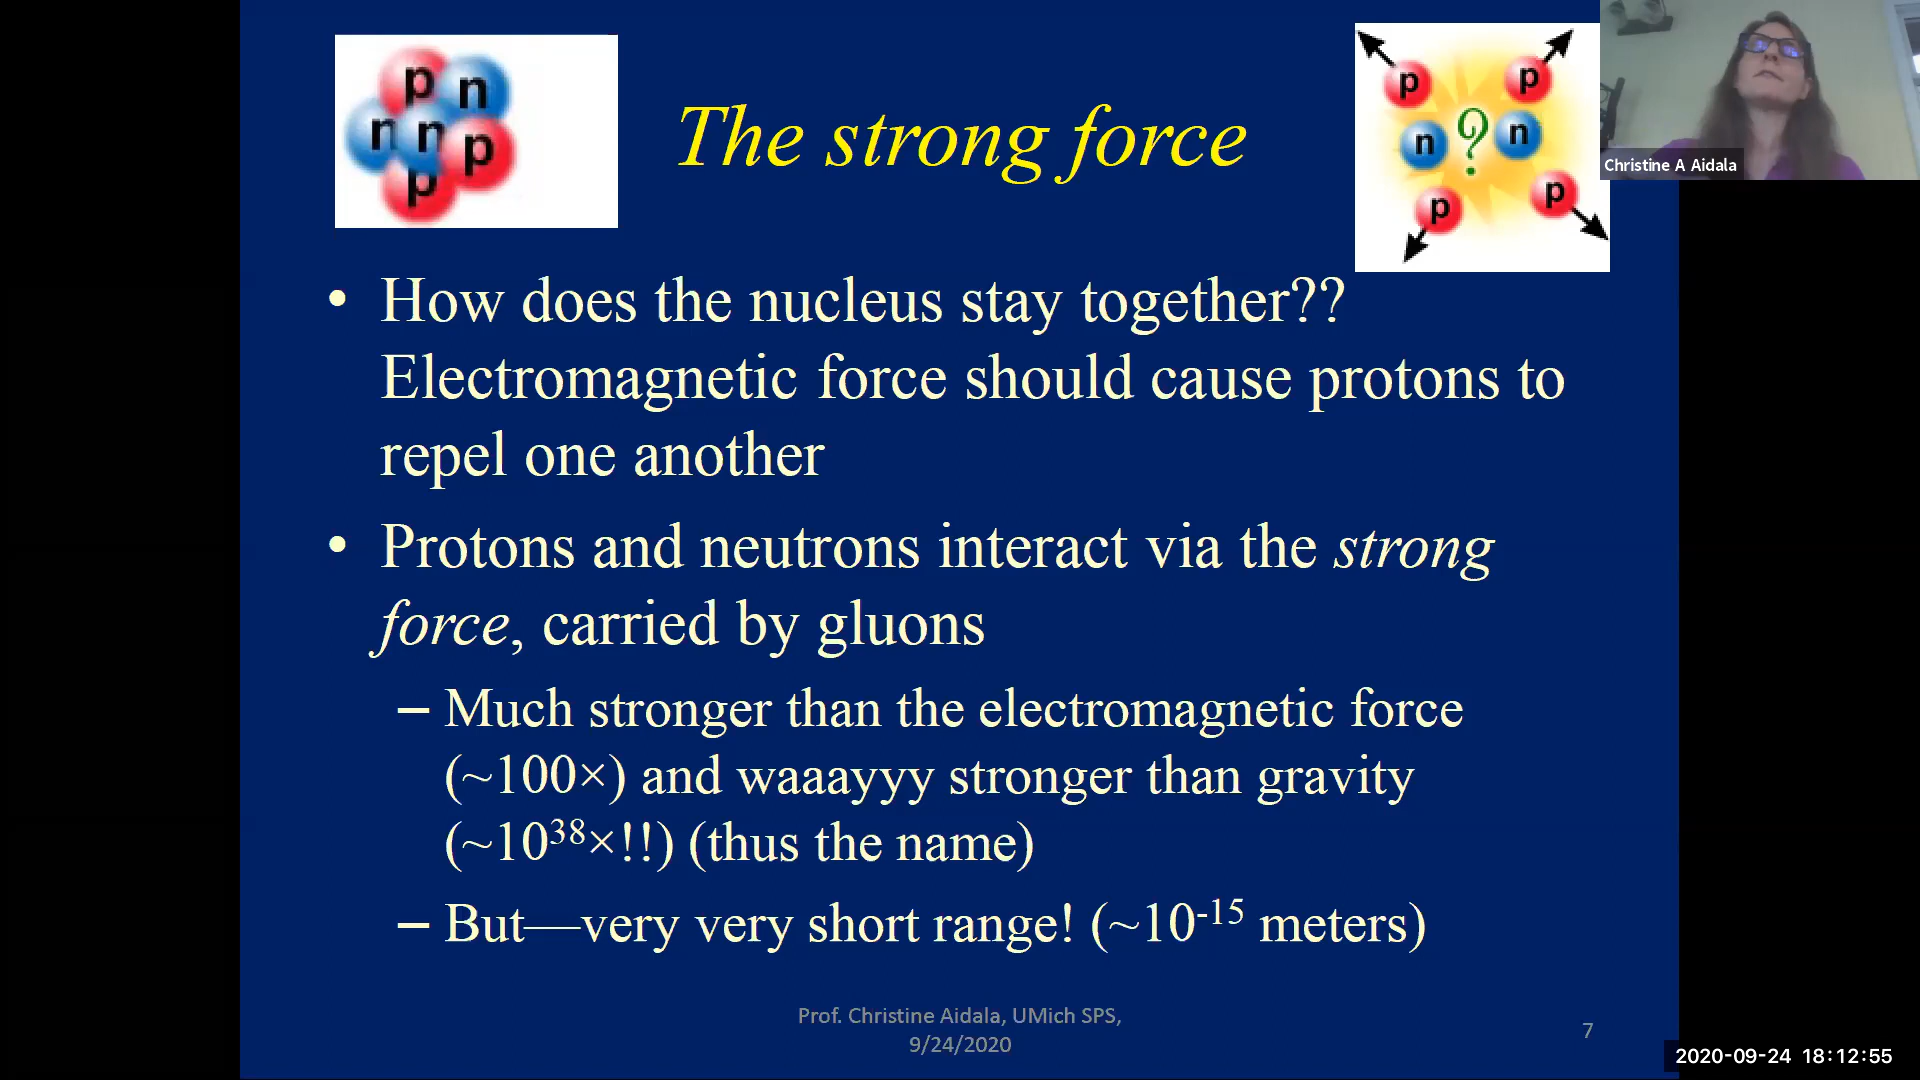 p n
n n p
p
The strong force
p p
n ? n
p p
Christine A Aidala
• How does the nucleus stay together??
Electromagnetic force should cause protons to
repel one another
• Protons and neutrons interact via the strong
force, carried by gluons
– Much stronger than the electromagnetic force
(~100×) and waaayyy stronger than gravity
(~10³⁸×!!) (thus the name)
– But—very very short range! (~10⁻¹⁵ meters)
Prof. Christine Aidala, UMich SPS,
9/24/2020
7
2020-09-24 18:12:55